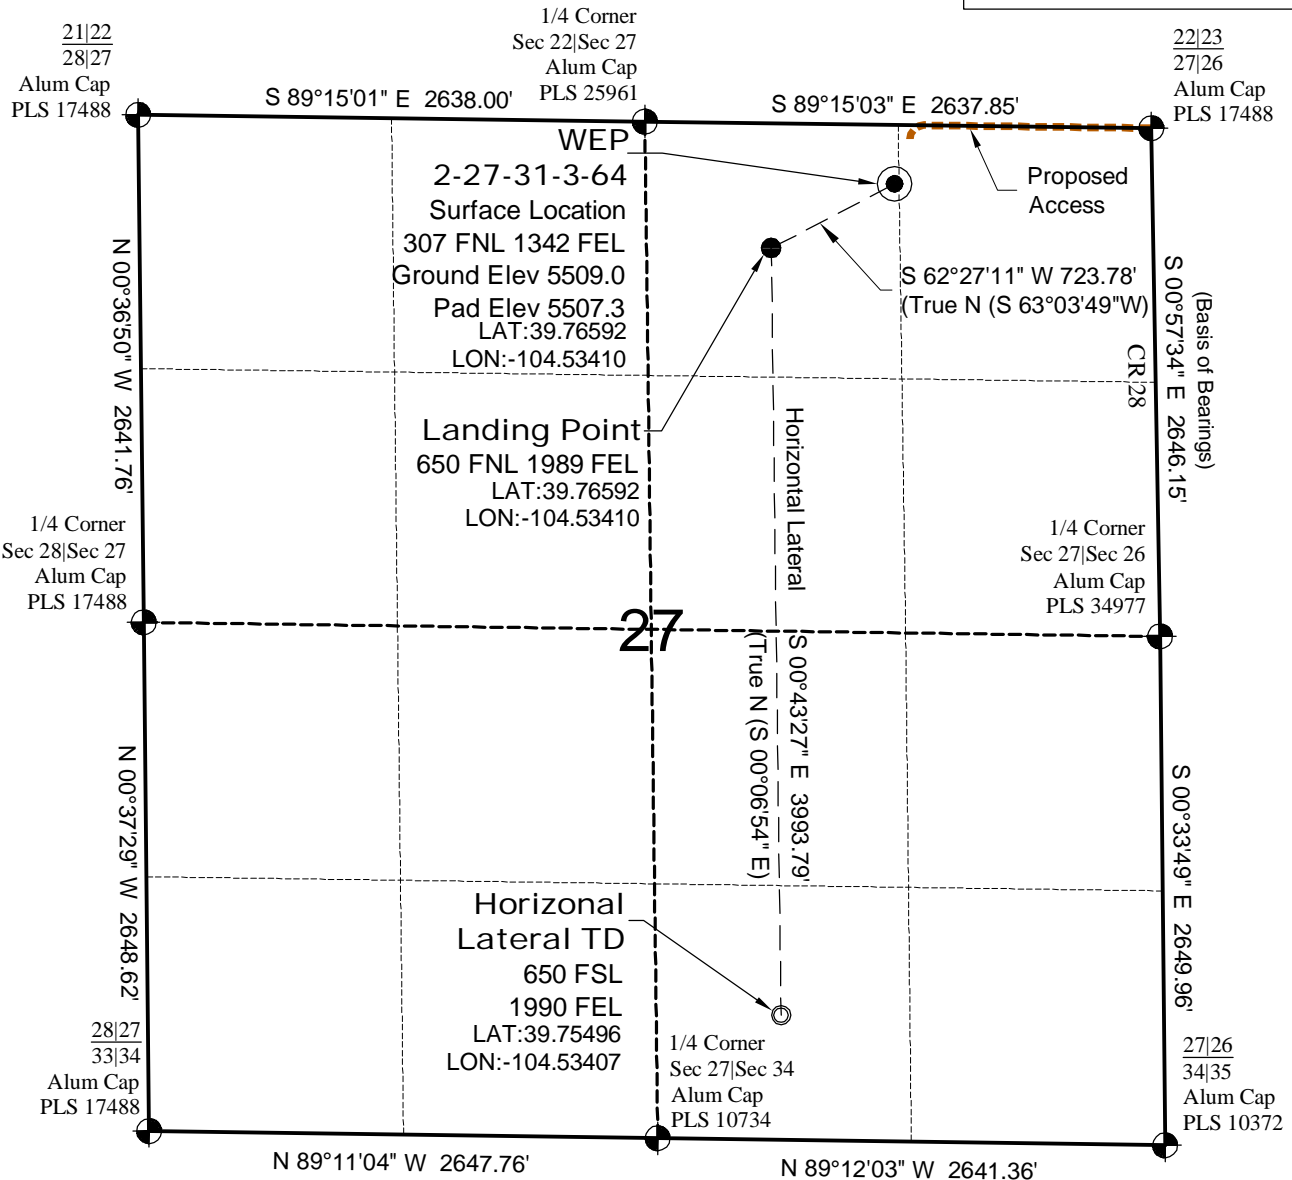 21|22
28|27
Alum Cap
PLS 17488
1/4 Corner
Sec 22|Sec 27
Alum Cap
PLS 25961
22|23
27|26
Alum Cap
PLS 17488
S 89°15'01" E 2638.00'
S 89°15'03" E 2637.85'
WEP
2-27-31-3-64
Surface Location
307 FNL 1342 FEL
Ground Elev 5509.0
Pad Elev 5507.3
LAT:39.76592
LON:-104.53410
Proposed
Access
S 62°27'11" W 723.78'
(True N (S 63°03'49"W)
N 00°36'50" W 2641.76'
S 00°57'34" E 2646.15'
(Basis of Bearings)
CR 28
Landing Point
650 FNL 1989 FEL
LAT:39.76592
LON:-104.53410
Horizontal Lateral
1/4 Corner
Sec 28|Sec 27
Alum Cap
PLS 17488
1/4 Corner
Sec 27|Sec 26
Alum Cap
PLS 34977
27
S 00°43'27" E 3993.79'
(True N (S 00°06'54" E)
N 00°37'29" W 2648.62'
S 00°33'49" E 2649.96'
Horizonal
Lateral TD
650 FSL
1990 FEL
LAT:39.75496
LON:-104.53407
28|27
33|34
Alum Cap
PLS 17488
1/4 Corner
Sec 27|Sec 34
Alum Cap
PLS 10734
27|26
34|35
Alum Cap
PLS 10372
N 89°11'04" W 2647.76'
N 89°12'03" W 2641.36'